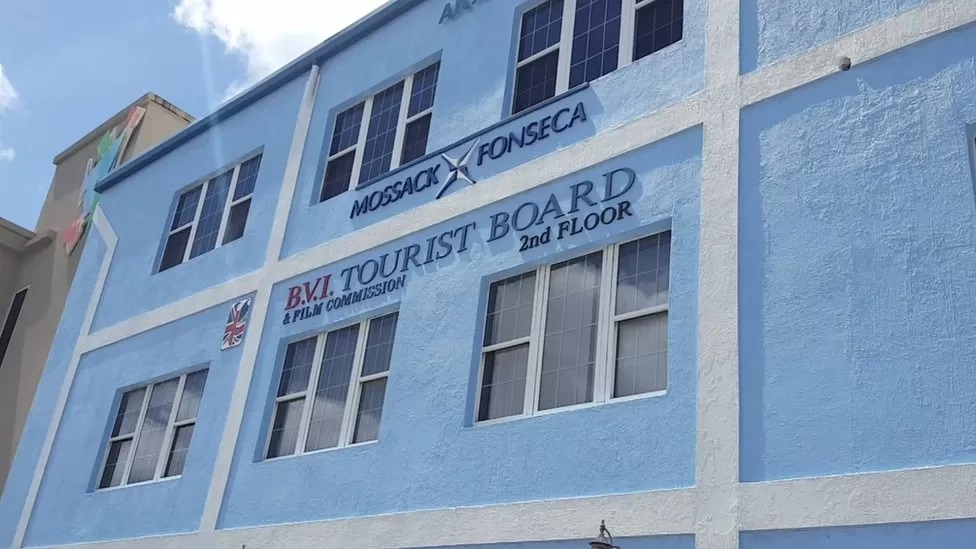 MOSSACK FONSECA
B.V.I. TOURIST BOARD
& FILM COMMISSION
2nd FLOOR